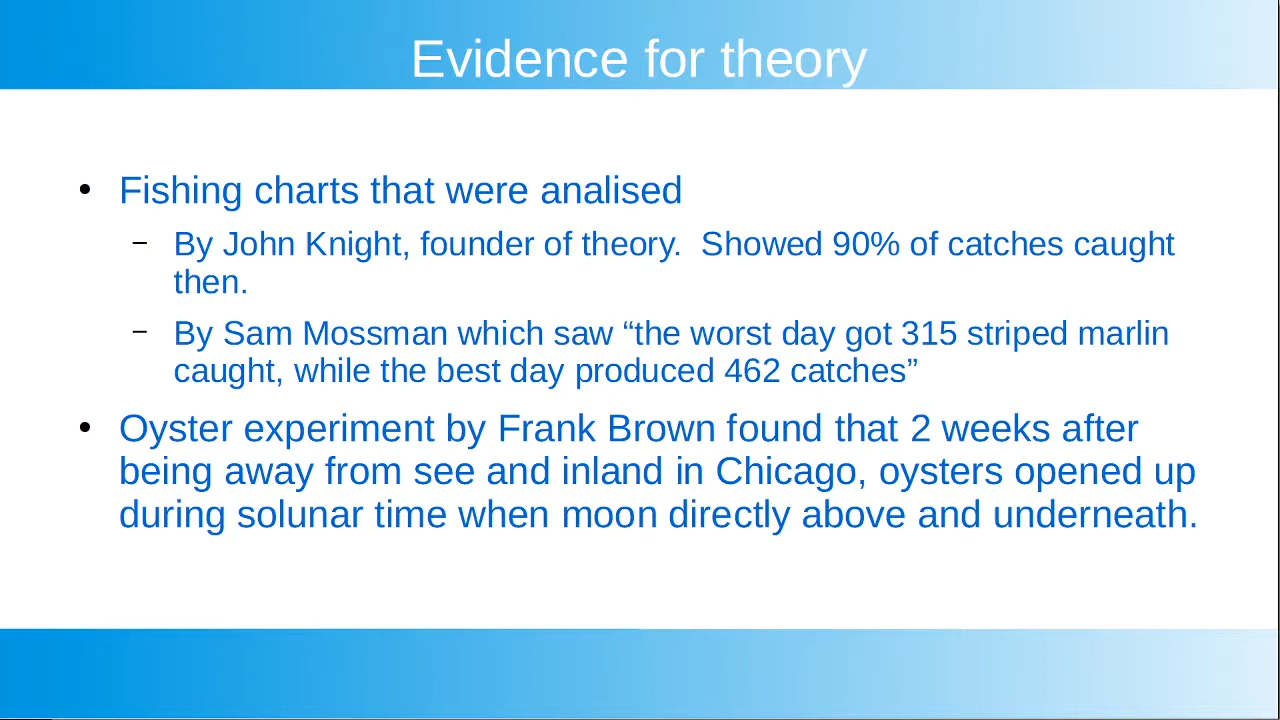 Evidence for theory
Fishing charts that were analised
By John Knight, founder of theory.  Showed 90% of catches caught
then.
By Sam Mossman which saw “the worst day got 315 striped marlin
caught, while the best day produced 462 catches”
Oyster experiment by Frank Brown found that 2 weeks after
being away from see and inland in Chicago, oysters opened up
during solunar time when moon directly above and underneath.